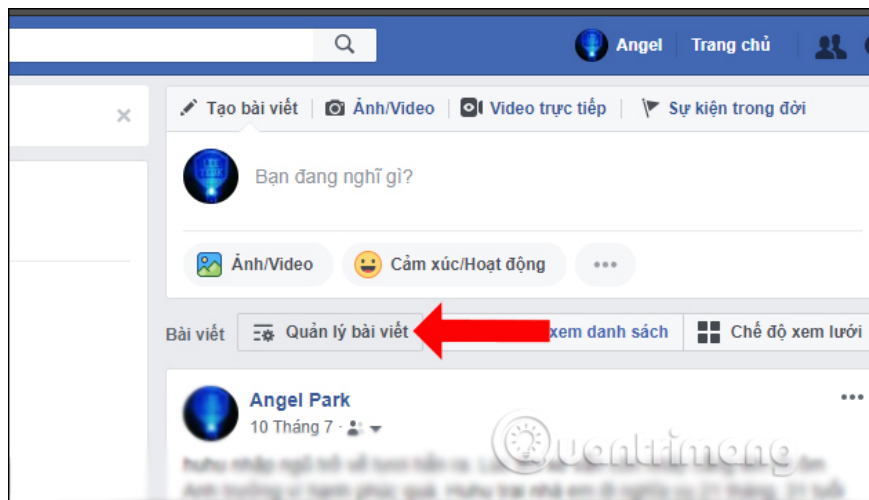 Angel Trang chủ
Tạo bài viết Ảnh/Video Video trực tiếp Sự kiện trong đời
Bạn đang nghĩ gì?
Ảnh/Video Cảm xúc/Hoạt động
Bài viết Quản lý bài viết xem danh sách Chế độ xem lưới
Angel Park
10 Tháng 7
Quantrimang